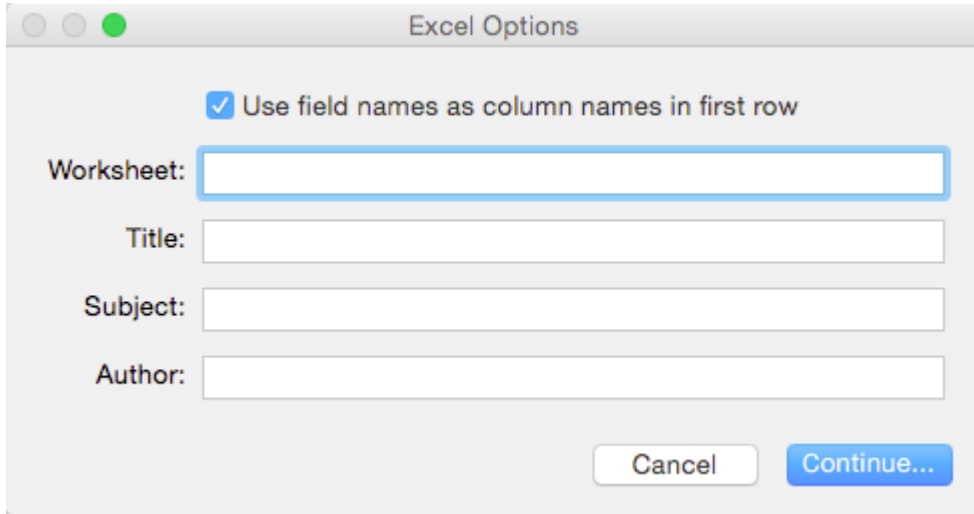 Excel Options
Use field names as column names in first row
Worksheet:
Title:
Subject:
Author:
Cancel Continue...